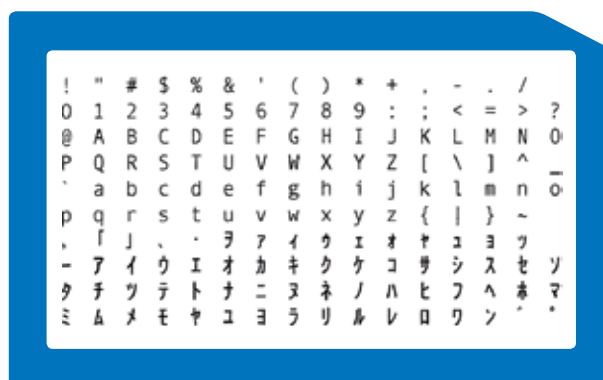 ! " # $ % & ' ( ) * + , - . /
0 1 2 3 4 5 6 7 8 9 : ; < = > ?
@ A B C D E F G H I J K L M N O
P Q R S T U V W X Y Z [ \ ] ^ _
` a b c d e f g h i j k l m n o
p q r s t u v w x y z { | } ~
。 「 」 、 ・ ヲ ァ ィ ゥ ェ ォ ャ ュ ョ ッ
ー ア イ ウ エ オ カ キ ク ケ コ サ シ ス セ ソ
タ チ ツ テ ト ナ ニ ヌ ネ ノ ハ ヒ フ ヘ ホ マ
ミ ム メ モ ヤ ユ ヨ ラ リ ル レ ロ ワ ン ゛ ゜